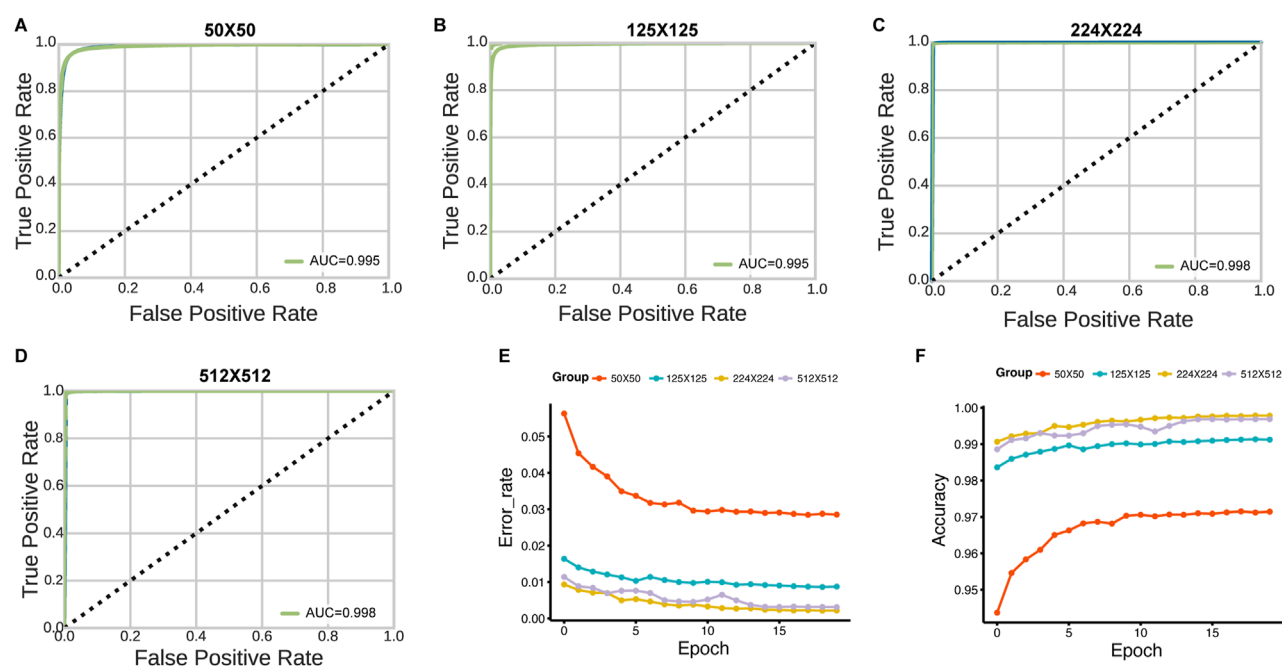 A
50X50
True Positive Rate
1.0
0.8
0.6
0.4
0.2
0.0
0.0 0.2 0.4 0.6 0.8 1.0
AUC=0.995
False Positive Rate
B
125X125
True Positive Rate
1.0
0.8
0.6
0.4
0.2
0.0
0.0 0.2 0.4 0.6 0.8 1.0
AUC=0.995
False Positive Rate
C
224X224
True Positive Rate
1.0
0.8
0.6
0.4
0.2
0.0
0.0 0.2 0.4 0.6 0.8 1.0
AUC=0.998
False Positive Rate
D
512X512
True Positive Rate
1.0
0.8
0.6
0.4
0.2
0.0
0.0 0.2 0.4 0.6 0.8 1.0
AUC=0.998
False Positive Rate
E
Group 50X50 125X125 224X224 512X512
Error_rate
0.05
0.04
0.03
0.02
0.01
0.00
0 5 10 15
Epoch
F
Group 50X50 125X125 224X224 512X512
Accuracy
1.00
0.99
0.98
0.97
0.96
0.95
0 5 10 15
Epoch